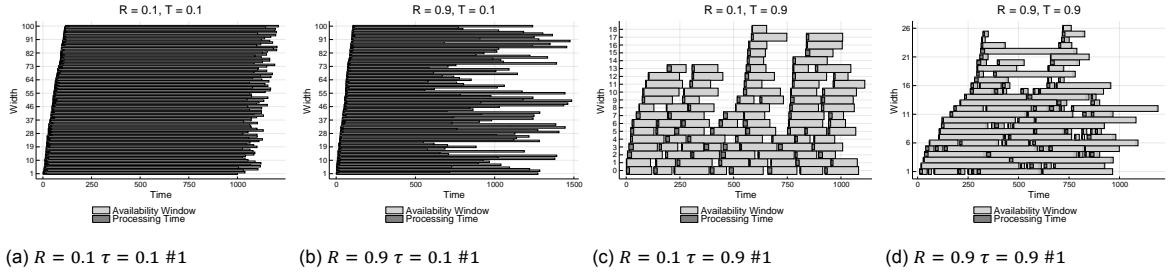 R = 0.1, T = 0.1
100
91
82
73
64
55
46
37
28
19
10
1
Width
0
250
500
750
1000
Time
Availability Window
Processing Time
(a) R = 0.1 τ = 0.1 #1
R = 0.9, T = 0.1
100
91
82
73
64
55
46
37
28
19
10
1
Width
0
250
500
750
1000
1250
1500
Time
Availability Window
Processing Time
(b) R = 0.9 τ = 0.1 #1
R = 0.1, T = 0.9
18
17
16
15
14
13
12
11
10
9
8
7
6
5
4
3
2
1
0
Width
0
250
500
750
1000
Time
Availability Window
Processing Time
(c) R = 0.1 τ = 0.9 #1
R = 0.9, T = 0.9
26
21
16
11
6
1
Width
0
250
500
750
1000
Time
Availability Window
Processing Time
(d) R = 0.9 τ = 0.9 #1